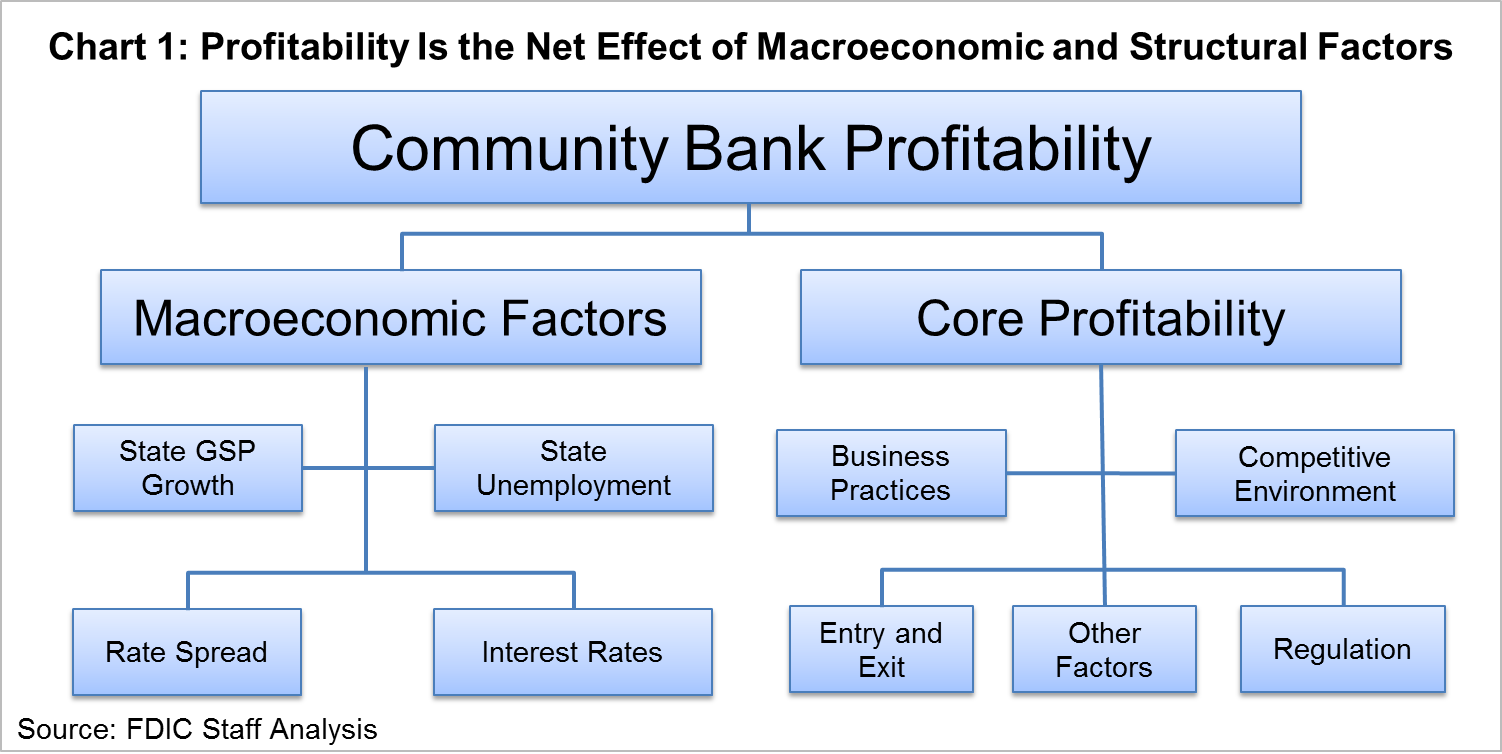 Chart 1: Profitability Is the Net Effect of Macroeconomic and Structural Factors
Community Bank Profitability
Macroeconomic Factors
Core Profitability
State GSP
Growth
State
Unemployment
Business
Practices
Competitive
Environment
Rate Spread
Interest Rates
Entry and
Exit
Other
Factors
Regulation
Source: FDIC Staff Analysis